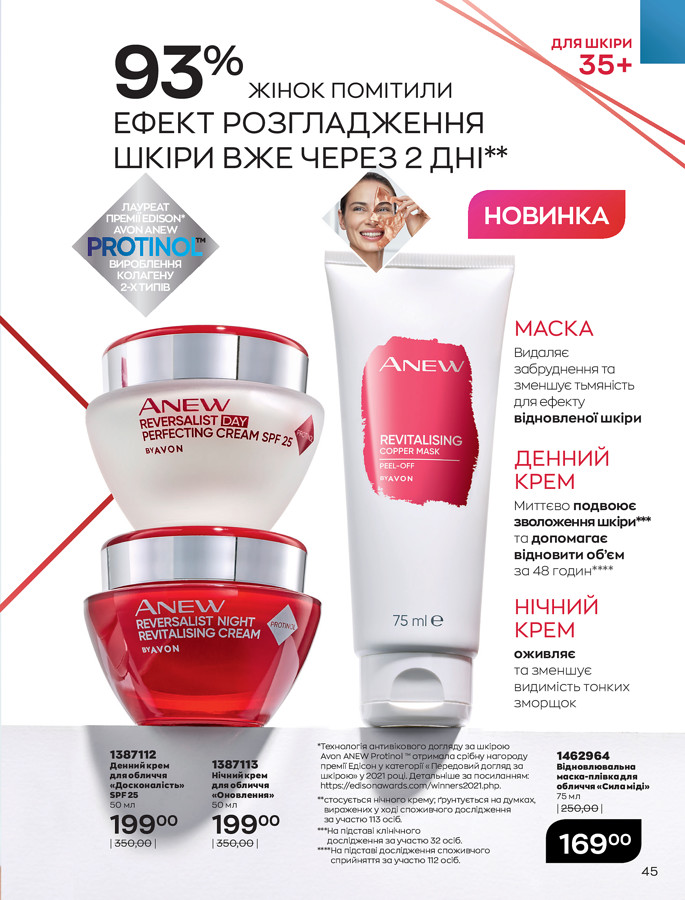 ДЛЯ ШКІРИ
35+
93% ЖІНОК ПОМІТИЛИ
ЕФЕКТ РОЗГЛАДЖЕННЯ
ШКІРИ ВЖЕ ЧЕРЕЗ 2 ДНІ**
ЛАУРЕАТ
ПРЕМІЇ EDISON*
AVON ANEW
PROTINOL™
ВИРОБЛЕННЯ
КОЛАГЕНУ
2-Х ТИПІВ
НОВИНКА
ANEW
REVERSALIST DAY
PERFECTING CREAM SPF 25
BY AVON
PROTINOL
ANEW
REVERSALIST NIGHT
REVITALISING CREAM
BY AVON
PROTINOL
ANEW
REVITALISING
COPPER MASK
PEEL-OFF
BY AVON
75 ml e
МАСКА
Видаляє
забруднення та
зменшує тьмяність
для ефекту
відновленої шкіри
ДЕННИЙ
КРЕМ
Миттєво подвоює
зволоження шкіри***
та допомагає
відновити об’єм
за 48 годин****
НІЧНИЙ
КРЕМ
оживляє
та зменшує
видимість тонких
зморщок
1387112
Денний крем
для обличчя
«Досконалість»
SPF 25
50 мл
19900
| 350,00 |
1387113
Нічний крем
для обличчя
«Оновлення»
50 мл
19900
| 350,00 |
*Технологія антивікового догляду за шкірою
Avon ANEW Protinol ™ отримала срібну нагороду
премії Едісон у категорії « Передовий догляд за
шкірою» у 2021 році. Детальніше за посиланням:
https://edisonawards.com/winners2021.php.
**стосується нічного крему; ґрунтується на думках,
виражених у ході споживчого дослідження
за участю 113 осіб.
***На підставі клінічного
дослідження за участю 32 осіб.
****На підставі дослідження споживчого
сприйняття за участю 112 осіб.
1462964
Відновлювальна
маска-плівка для
обличчя «Сила міді»
75 мл
| 250,00 |
16900
45